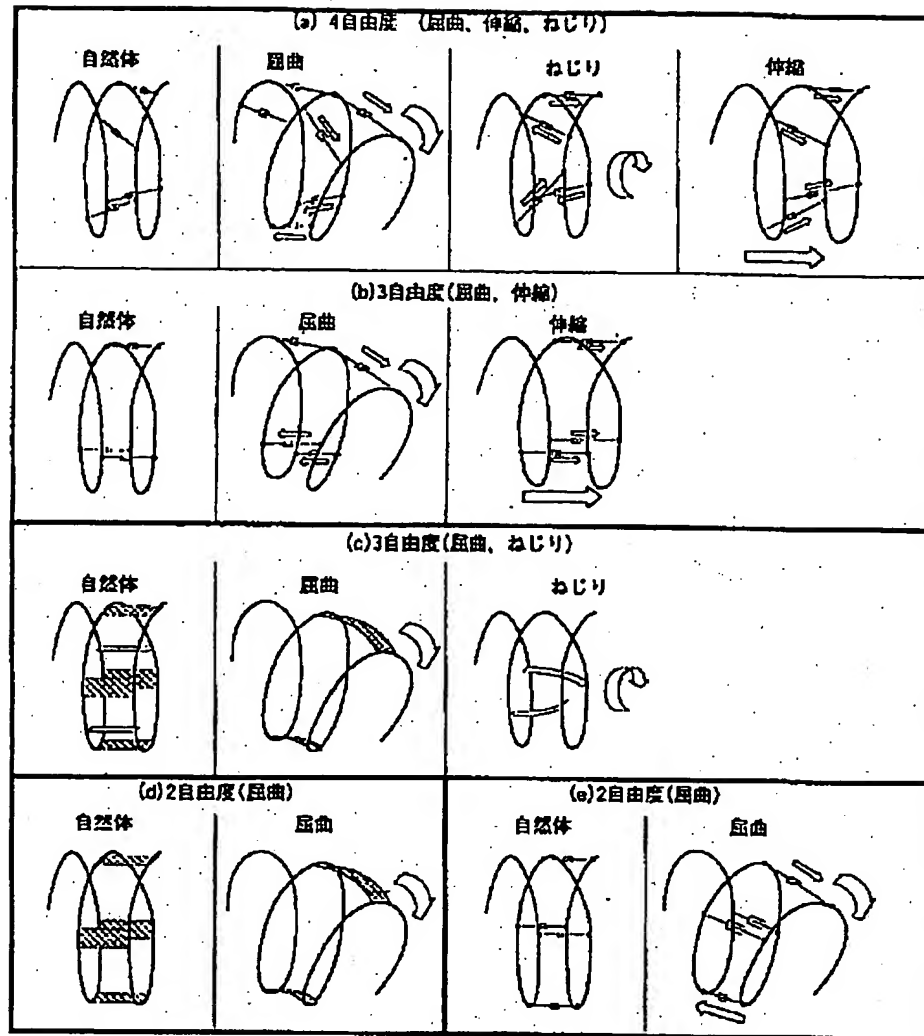 (a) 4自由度 (屈曲、伸縮、ねじり)
自然体 屈曲 ねじり 伸縮
(b)3自由度(屈曲、伸縮)
自然体 屈曲 伸縮
(c)3自由度(屈曲、ねじり)
自然体 屈曲 ねじり
(d)2自由度(屈曲)
自然体 屈曲
(e)2自由度(屈曲)
自然体 屈曲